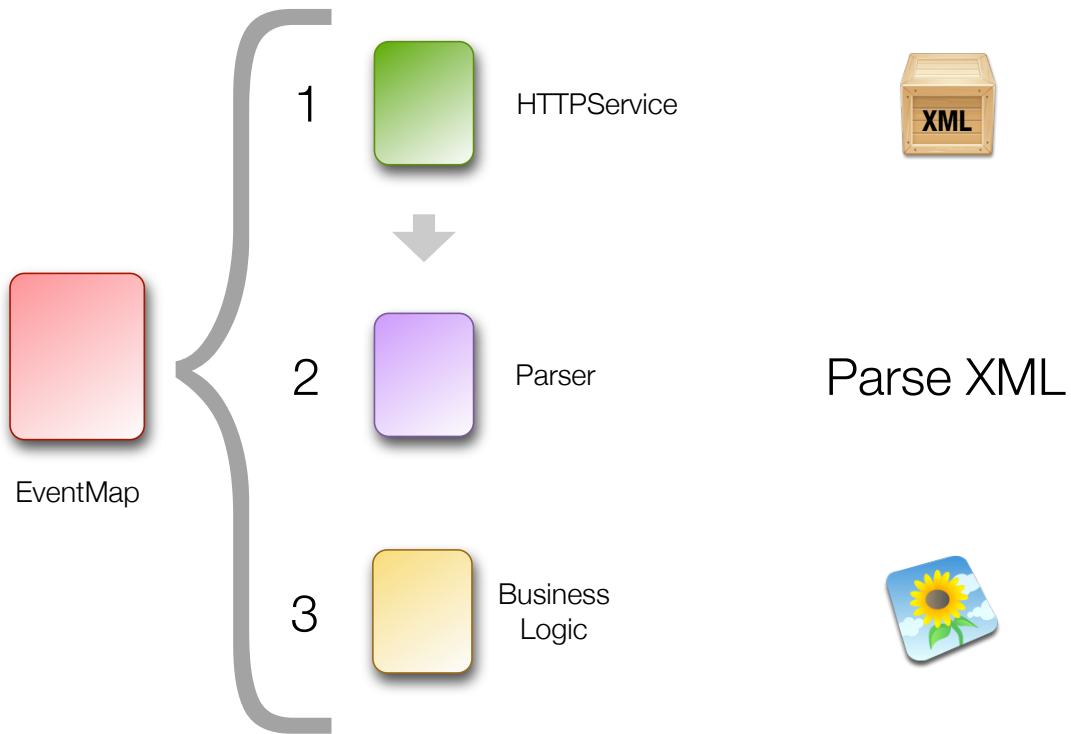 1
HTTPService
XML
EventMap
2
Parser
Parse XML
3
Business
Logic